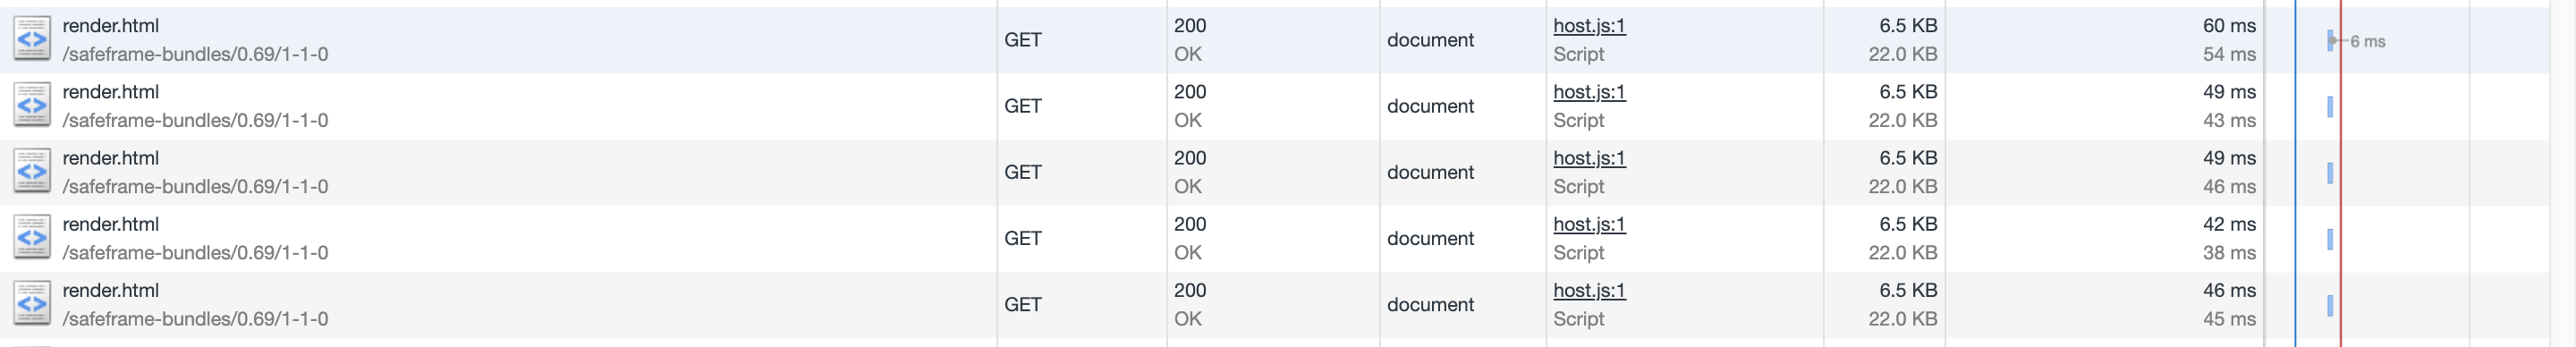 render.html
/safeframe-bundles/0.69/1-1-0
GET
200
OK
document
host.js:1
Script
6.5 KB
22.0 KB
60 ms
54 ms
6 ms
render.html
/safeframe-bundles/0.69/1-1-0
GET
200
OK
document
host.js:1
Script
6.5 KB
22.0 KB
49 ms
43 ms
render.html
/safeframe-bundles/0.69/1-1-0
GET
200
OK
document
host.js:1
Script
6.5 KB
22.0 KB
49 ms
46 ms
render.html
/safeframe-bundles/0.69/1-1-0
GET
200
OK
document
host.js:1
Script
6.5 KB
22.0 KB
42 ms
38 ms
render.html
/safeframe-bundles/0.69/1-1-0
GET
200
OK
document
host.js:1
Script
6.5 KB
22.0 KB
46 ms
45 ms